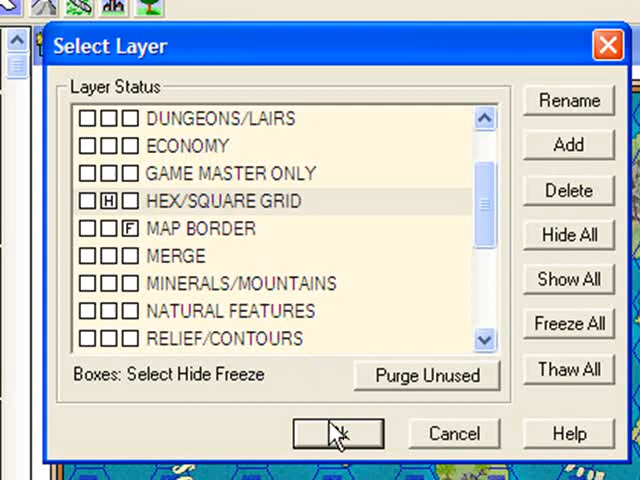 Select Layer
Layer Status
DUNGEONS/LAIRS
ECONOMY
GAME MASTER ONLY
H HEX/SQUARE GRID
F MAP BORDER
MERGE
MINERALS/MOUNTAINS
NATURAL FEATURES
RELIEF/CONTOURS
Boxes: Select Hide Freeze
Purge Unused
Rename
Add
Delete
Hide All
Show All
Freeze All
Thaw All
Cancel
Help